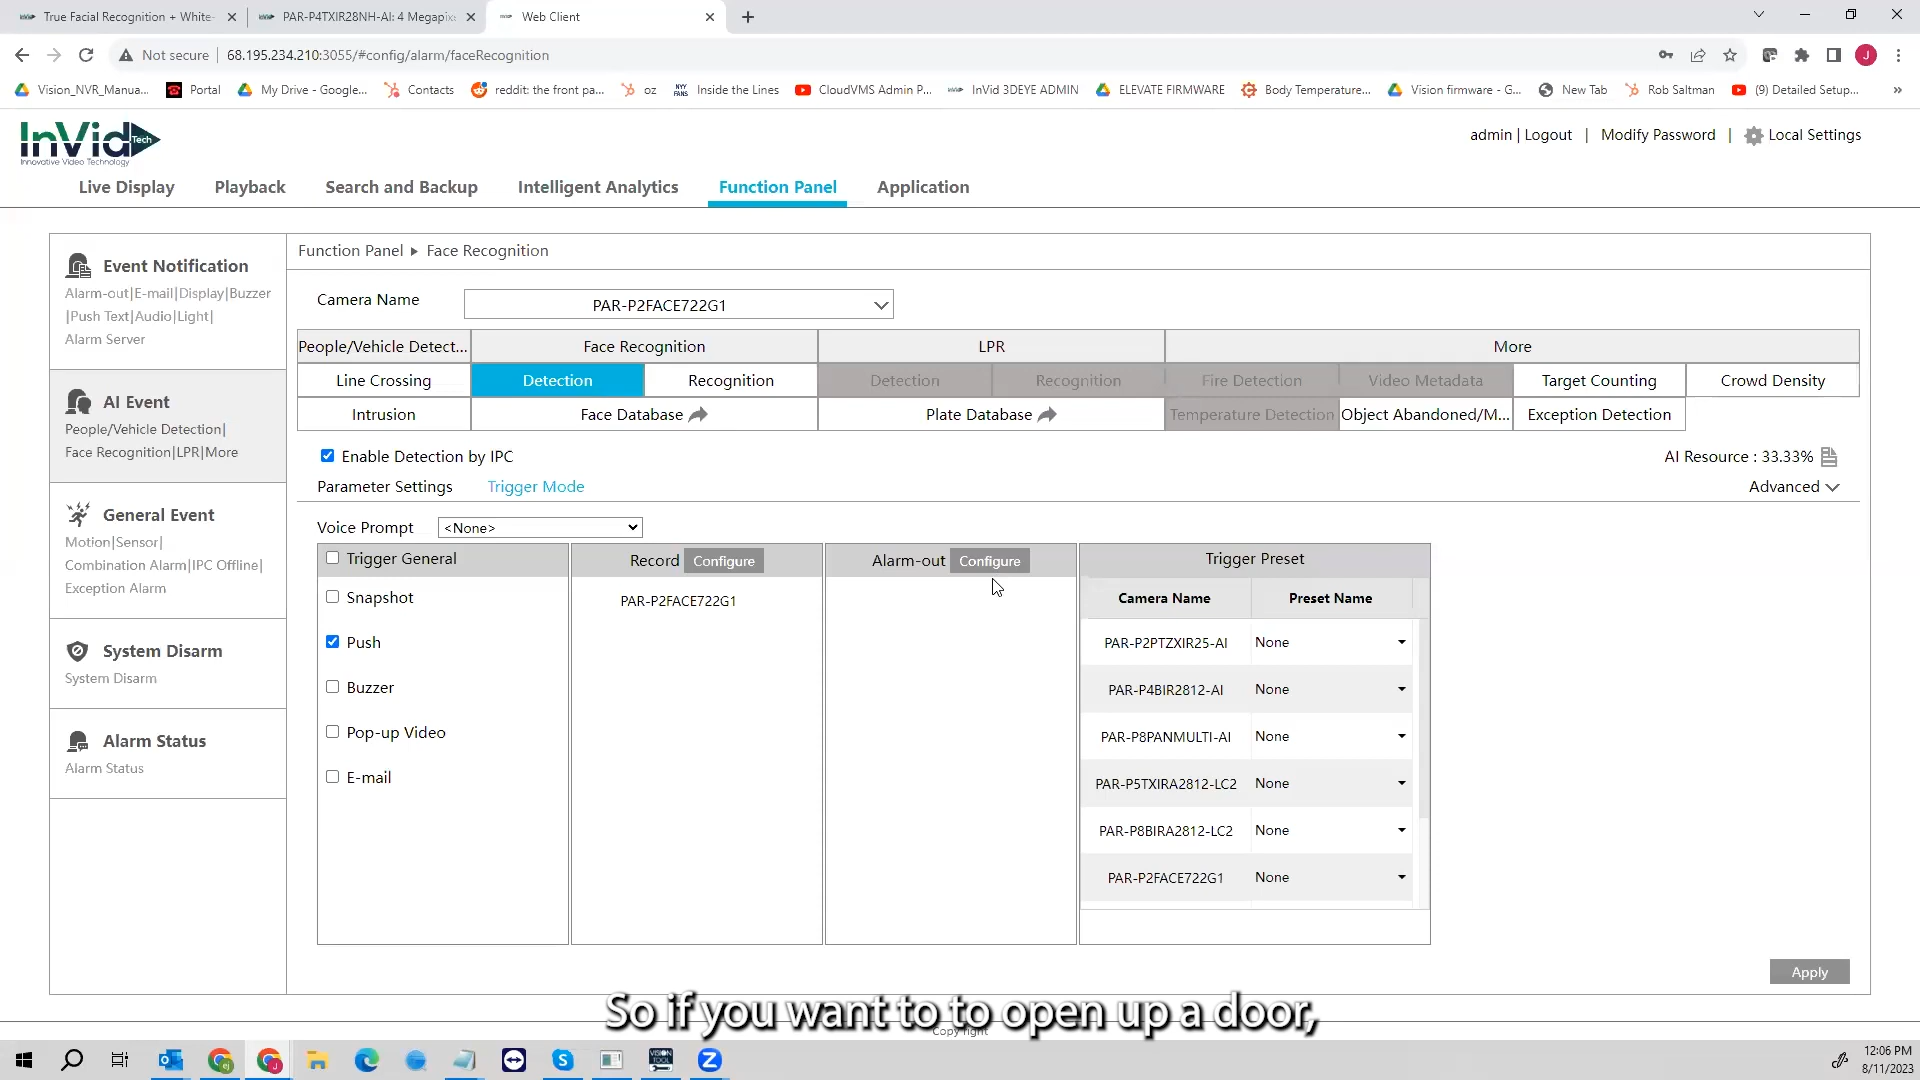 True Facial Recognition + White-
PAR-P4TXIR28NH-AI: 4 Megapix
Web Client
Not secure
68.195.234.210:3055/#config/alarm/faceRecognition
J
Vision_NVR_Manua...
Portal
My Drive - Google...
Contacts
reddit: the front pa...
oz
NYY FANS
Inside the Lines
CloudVMS Admin P...
InVid 3DEYE ADMIN
ELEVATE FIRMWARE
Body Temperature...
Vision firmware - G...
New Tab
Rob Saltman
(9) Detailed Setup...
»
InVid Tech
Innovative Video Technology
admin | Logout | Modify Password | Local Settings
Live Display
Playback
Search and Backup
Intelligent Analytics
Function Panel
Application
Event Notification
Alarm-out|E-mail|Display|Buzzer
|Push Text|Audio|Light|
Alarm Server
AI Event
People/Vehicle Detection|
Face Recognition|LPR|More
General Event
Motion|Sensor|
Combination Alarm|IPC Offline|
Exception Alarm
System Disarm
System Disarm
Alarm Status
Alarm Status
Function Panel ▸ Face Recognition
Camera Name
PAR-P2FACE722G1
People/Vehicle Detect...
Face Recognition
LPR
More
Line Crossing
Detection
Recognition
Detection
Recognition
Fire Detection
Video Metadata
Target Counting
Crowd Density
Intrusion
Face Database
Plate Database
Temperature Detection
Object Abandoned/M...
Exception Detection
Enable Detection by IPC
AI Resource : 33.33%
Parameter Settings
Trigger Mode
Advanced
Voice Prompt
<None>
Trigger General
Snapshot
Push
Buzzer
Pop-up Video
E-mail
Record Configure
PAR-P2FACE722G1
Alarm-out Configure
Trigger Preset
Camera Name
Preset Name
PAR-P2PTZXIR25-AI
None
PAR-P4BIR2812-AI
None
PAR-P8PANMULTI-AI
None
PAR-P5TXIRA2812-LC2
None
PAR-P8BIRA2812-LC2
None
PAR-P2FACE722G1
None
Apply
So if you want to to open up a door,
Copy right
VISION TOOL
12:06 PM
8/11/2023